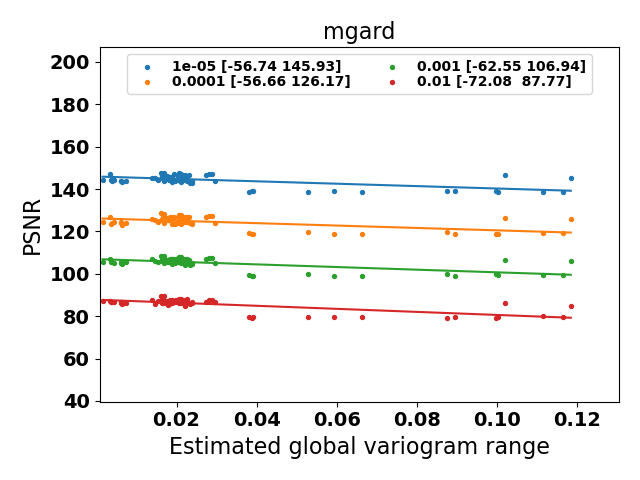 mgard
1e-05 [-56.74 145.93]
0.0001 [-56.66 126.17]
0.001 [-62.55 106.94]
0.01 [-72.08  87.77]
PSNR
200
180
160
140
120
100
80
60
40
0.02 0.04 0.06 0.08 0.10 0.12
Estimated global variogram range